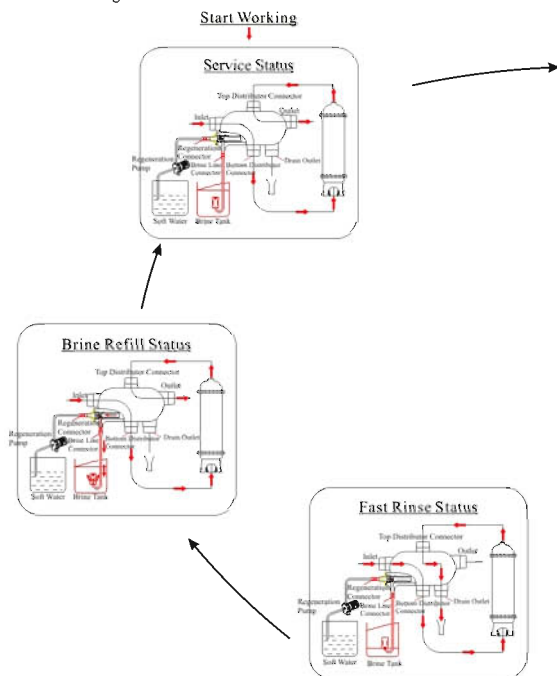 Start Working
Service Status
Top Distributor Connector
Inlet
Outlet
Regeneration
Connector
Regeneration
Pump
Brine Line
Connector
Bottom Distributor
Connector
Drain Outlet
Soft Water
Brine Tank
Brine Refill Status
Top Distributor Connector
Inlet
Outlet
Regeneration
Connector
Regeneration
Pump
Brine Line
Connector
Bottom Distributor
Connector
Drain Outlet
Soft Water
Brine Tank
Fast Rinse Status
Top Distributor Connector
Inlet
Outlet
Regeneration
Connector
Regeneration
Pump
Brine Line
Connector
Bottom Distributor
Connector
Drain Outlet
Soft Water
Brine Tank